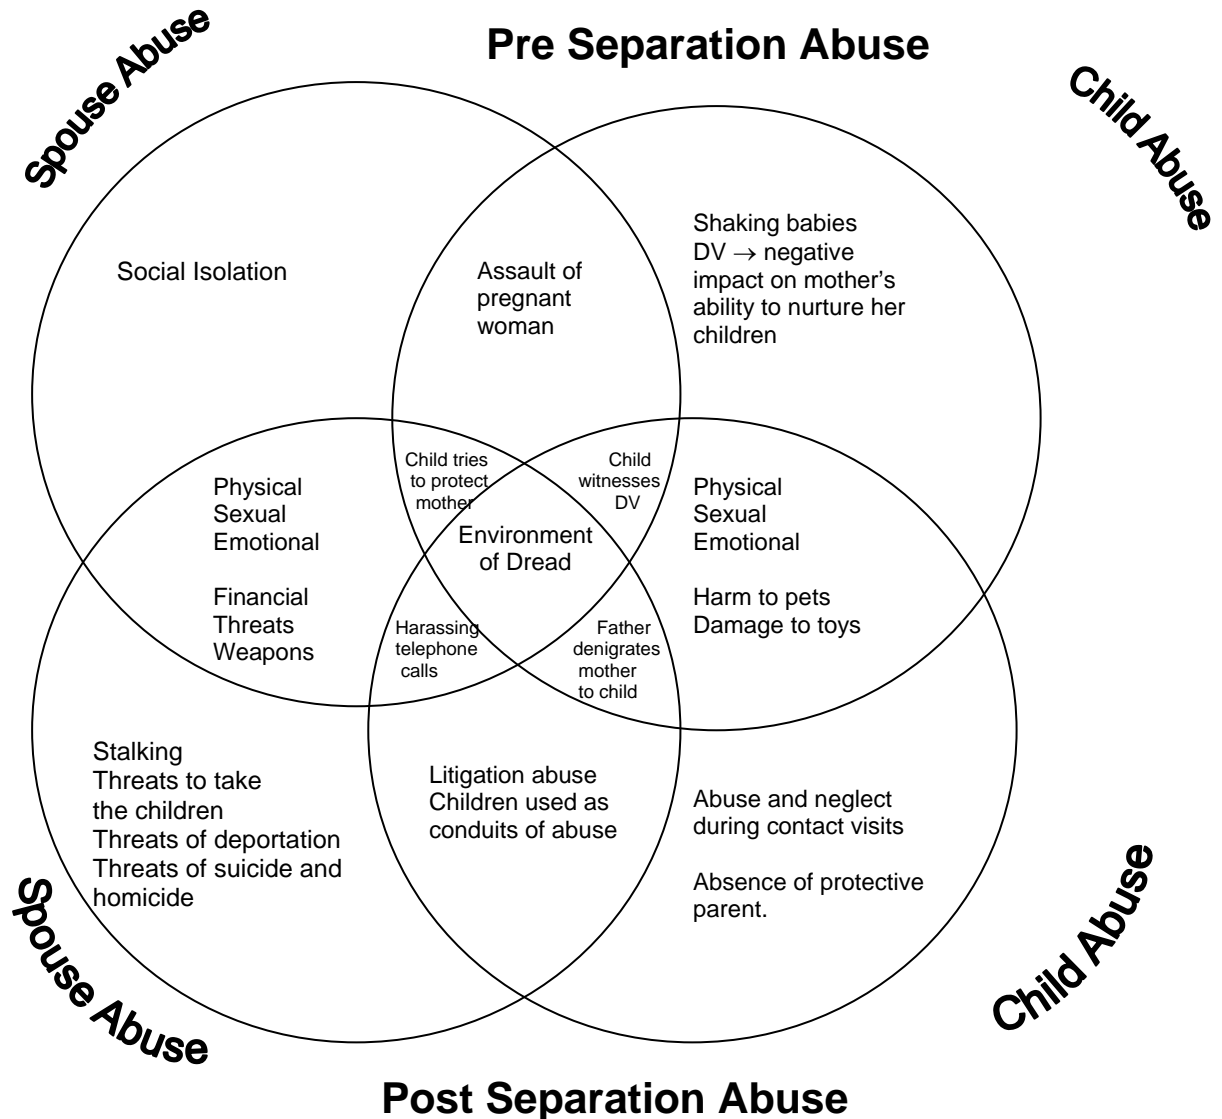 Pre Separation Abuse
Spouse Abuse
Child Abuse
Social Isolation
Assault of
pregnant
woman
Shaking babies
DV → negative
impact on mother’s
ability to nurture her
children
Physical
Sexual
Emotional
Financial
Threats
Weapons
Child tries
to protect
mother
Child
witnesses
DV
Environment
of Dread
Physical
Sexual
Emotional
Harm to pets
Damage to toys
Harassing
telephone
calls
Father
denigrates
mother
to child
Stalking
Threats to take
the children
Threats of deportation
Threats of suicide and
homicide
Litigation abuse
Children used as
conduits of abuse
Abuse and neglect
during contact visits
Absence of protective
parent.
Spouse Abuse
Child Abuse
Post Separation Abuse